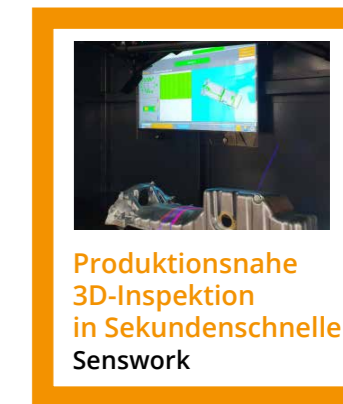 Produktionsnahe
3D-Inspektion
in Sekundenschnelle
Senswork